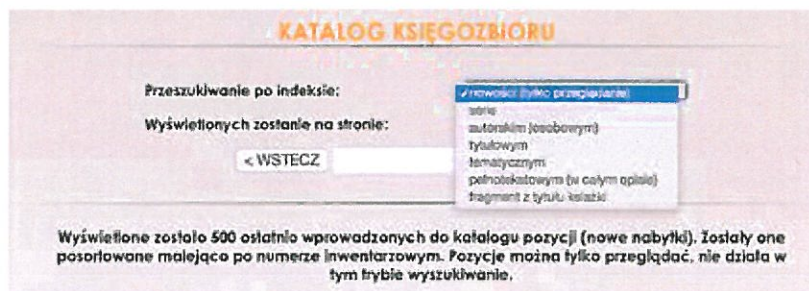 KATALOG KSIĘGOZBIORU
Przeszukiwanie po indeksie:
✓nowości (tylko przeglądanie)
serie
Wyświetlonych zostanie na stronie:
autorskim (osobowym)
tytułowym
< WSTECZ
tematycznym
pełnotekstowym (w całym opisie)
fragment z tytułu książki
Wyświetlone zostało 500 ostatnio wprowadzonych do katalogu pozycji (nowe nabytki). Zostały one
posortowane malejąco po numerze inwentarzowym. Pozycje można tylko przeglądać, nie działa w
tym trybie wyszukiwanie.